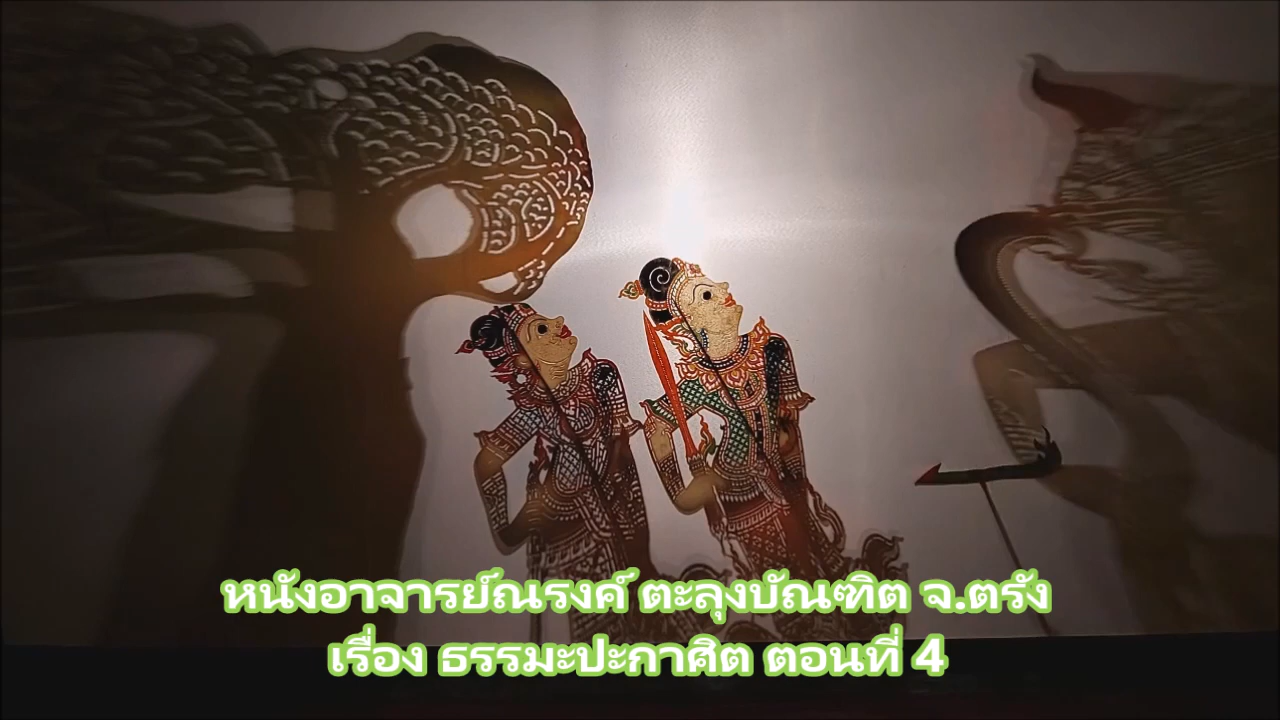 หนังอาจารย์ณรงค์ ตะลุงบัณฑิต จ.ตรัง
เรื่อง ธรรมะปะกาศิต ตอนที่ 4